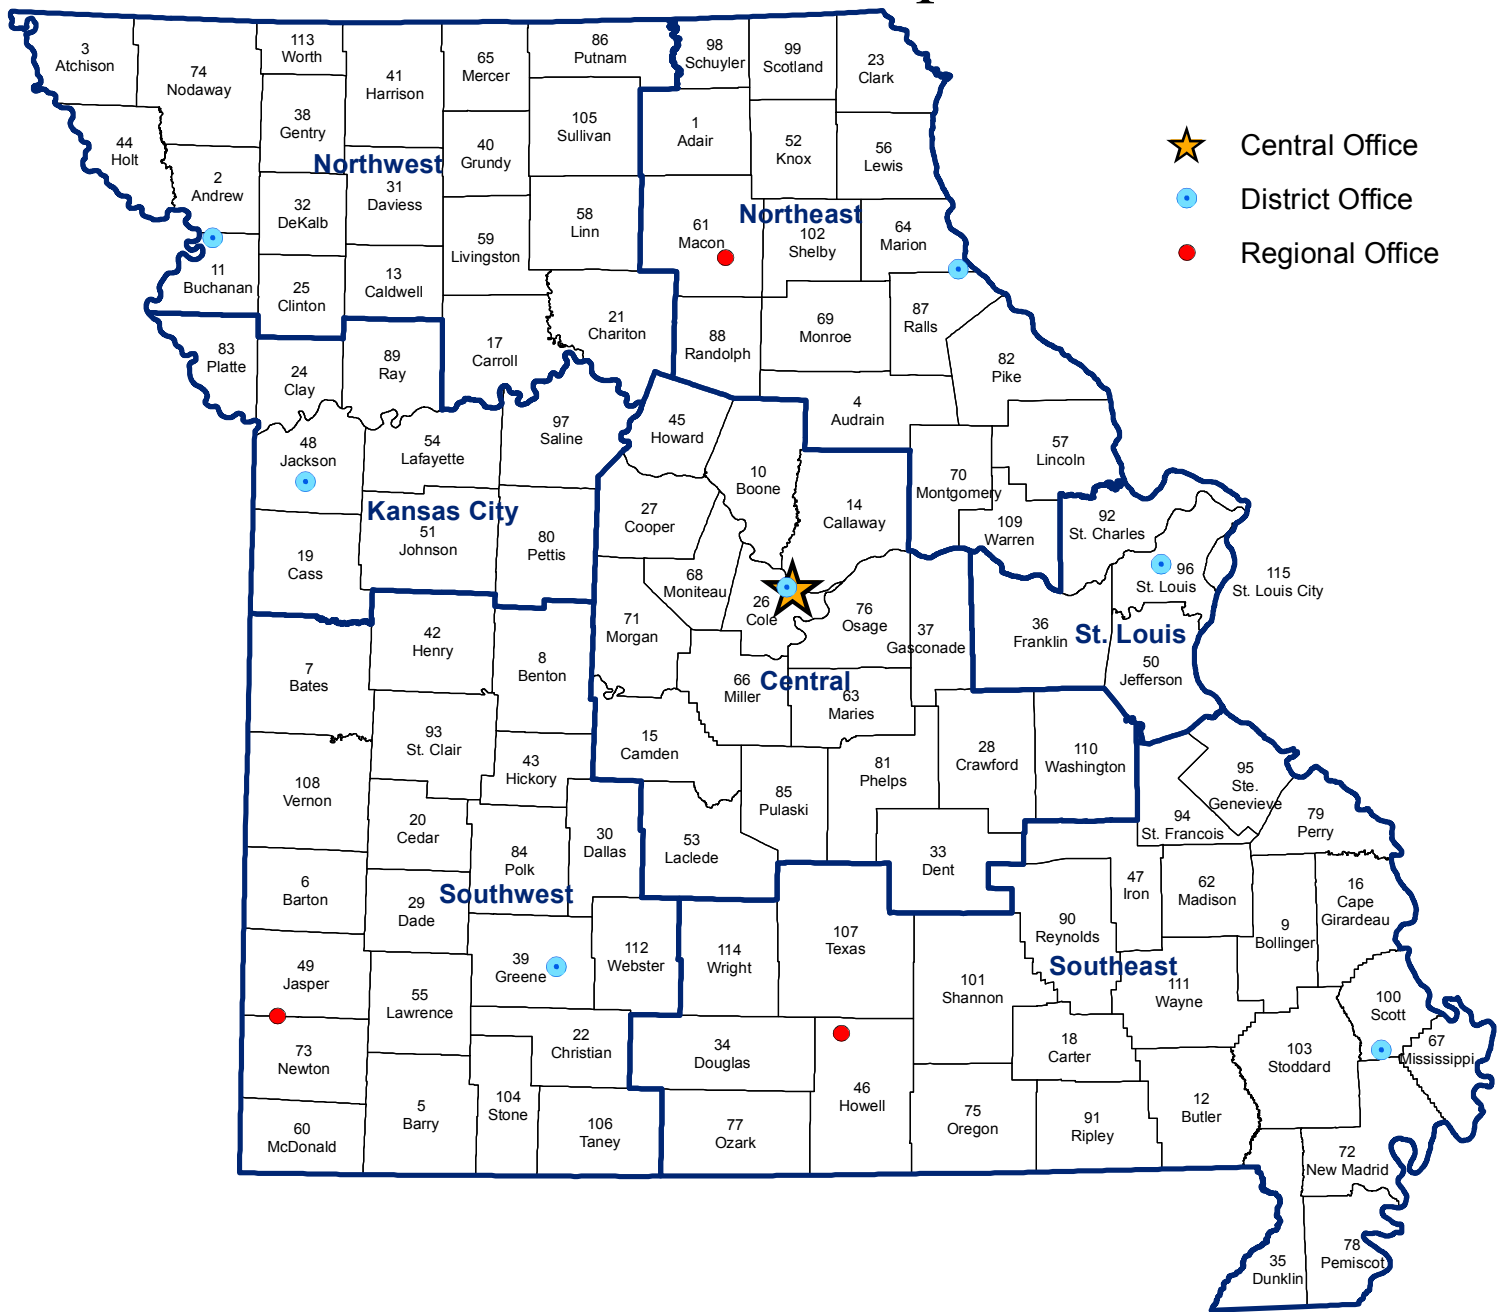 3
Atchison
74
Nodaway
113
Worth
41
Harrison
65
Mercer
86
Putnam
98
Schuyler
99
Scotland
23
Clark
44
Holt
38
Gentry
40
Grundy
105
Sullivan
1
Adair
52
Knox
56
Lewis
Northwest
2
Andrew
32
DeKalb
31
Daviess
59
Livingston
58
Linn
61
Macon
Northeast
102
Shelby
64
Marion
11
Buchanan
25
Clinton
13
Caldwell
17
Carroll
21
Chariton
88
Randolph
69
Monroe
87
Ralls
82
Pike
83
Platte
24
Clay
89
Ray
4
Audrain
48
Jackson
54
Lafayette
97
Saline
45
Howard
10
Boone
14
Callaway
70
Montgomery
57
Lincoln
Kansas City
19
Cass
51
Johnson
80
Pettis
27
Cooper
109
Warren
92
St. Charles
96
St. Louis
115
St. Louis City
68
Moniteau
26
Cole
76
Osage
37
Gasconade
36
Franklin
St. Louis
50
Jefferson
7
Bates
42
Henry
8
Benton
71
Morgan
66
Miller
Central
63
Maries
93
St. Clair
43
Hickory
15
Camden
85
Pulaski
81
Phelps
28
Crawford
110
Washington
95
Ste.
Genevieve
108
Vernon
20
Cedar
84
Polk
30
Dallas
53
Laclede
33
Dent
94
St. Francois
79
Perry
Southwest
6
Barton
29
Dade
47
Iron
62
Madison
9
Bollinger
16
Cape
Girardeau
49
Jasper
39
Greene
112
Webster
114
Wright
107
Texas
90
Reynolds
Southeast
101
Shannon
111
Wayne
100
Scott
55
Lawrence
73
Newton
22
Christian
34
Douglas
18
Carter
103
Stoddard
67
Mississippi
60
McDonald
5
Barry
104
Stone
106
Taney
77
Ozark
46
Howell
75
Oregon
91
Ripley
12
Butler
72
New Madrid
35
Dunklin
78
Pemiscot
Central Office
District Office
Regional Office